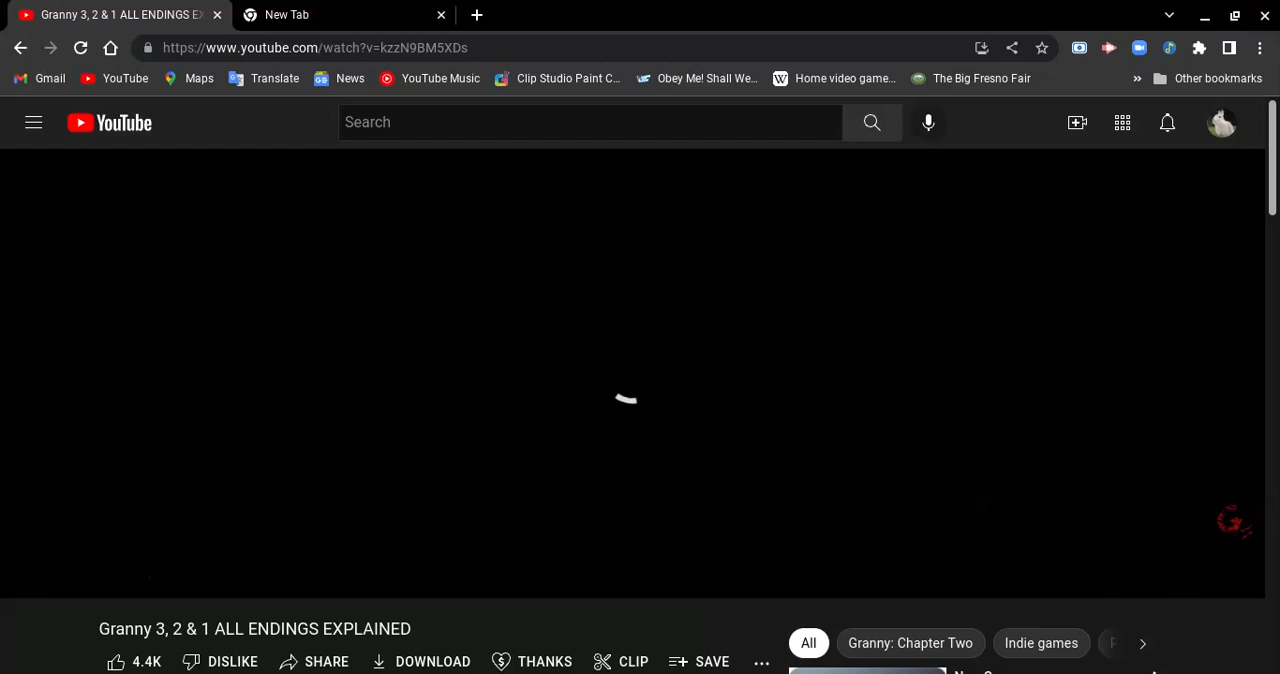 Granny 3, 2 & 1 ALL ENDINGS EX
New Tab
https://www.youtube.com/watch?v=kzzN9BM5XDs
Gmail YouTube Maps Translate News YouTube Music Clip Studio Paint C... Obey Me! Shall We... Home video game... The Big Fresno Fair » Other bookmarks
YouTube
Search
Granny 3, 2 & 1 ALL ENDINGS EXPLAINED
All Granny: Chapter Two Indie games
4.4K DISLIKE SHARE DOWNLOAD THANKS CLIP SAVE ...